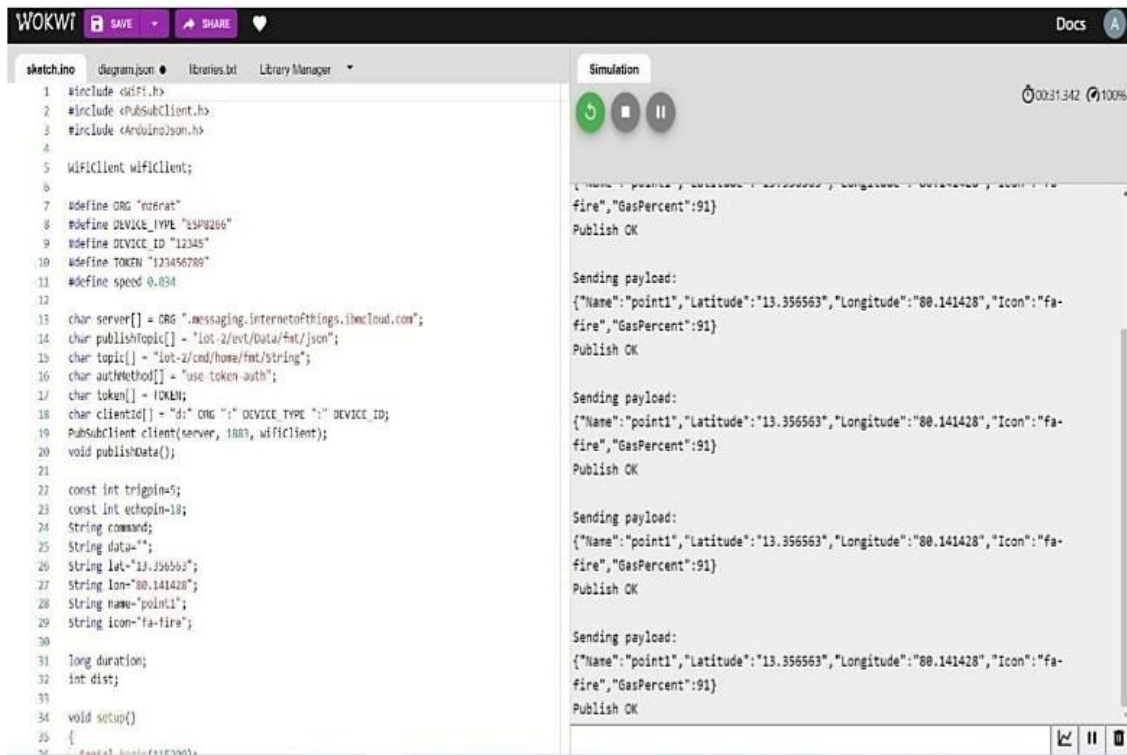 WOKWI SAVE SHARE Docs A
sketch.ino diagram.json ● libraries.txt Library Manager
1 #include <WiFi.h>
2 #include <PubSubClient.h>
3 #include <ArduinoJson.h>
4
5 WiFiClient wifiClient;
6
7 #define ORG "mz6rat"
8 #define DEVICE_TYPE "ESP8266"
9 #define DEVICE_ID "12345"
10 #define TOKEN "123456789"
11 #define speed 0.034
12
13 char server[] = ORG ".messaging.internetofthings.ibmcloud.com";
14 char publishTopic[] = "iot-2/evt/Data/fmt/json";
15 char topic[] = "iot-2/cmd/home/fmt/String";
16 char authMethod[] = "use-token-auth";
17 char token[] = TOKEN;
18 char clientId[] = "d:" ORG ":" DEVICE_TYPE ":" DEVICE_ID;
19 PubSubClient client(server, 1883, wifiClient);
20 void publishData();
21
22 const int trigpin=5;
23 const int echopin=18;
24 String command;
25 String data="";
26 String lat="13.356563";
27 String lon="80.141428";
28 String name="point1";
29 String icon="fa-fire";
30
31 long duration;
32 int dist;
33
34 void setup()
35 {
Simulation
00:31.342 100%
fire","GasPercent":91}
Publish OK
Sending payload:
{"Name":"point1","Latitude":"13.356563","Longitude":"80.141428","Icon":"fa-
fire","GasPercent":91}
Publish OK
Sending payload:
{"Name":"point1","Latitude":"13.356563","Longitude":"80.141428","Icon":"fa-
fire","GasPercent":91}
Publish OK
Sending payload:
{"Name":"point1","Latitude":"13.356563","Longitude":"80.141428","Icon":"fa-
fire","GasPercent":91}
Publish OK
Sending payload:
{"Name":"point1","Latitude":"13.356563","Longitude":"80.141428","Icon":"fa-
fire","GasPercent":91}
Publish OK